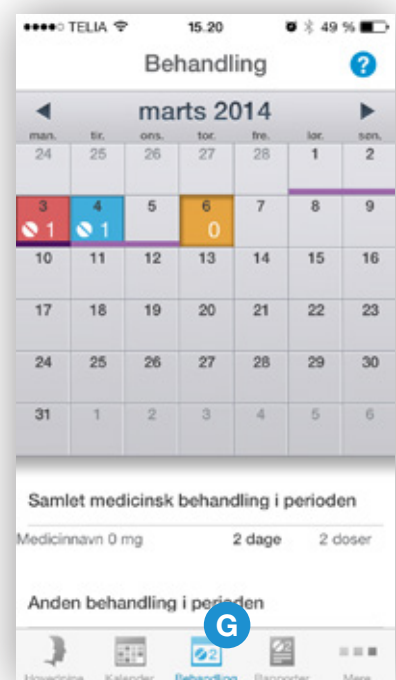 TELIA 15.20 49 %
Behandling ?
marts 2014
man. tir. ons. tor. fre. lør. søn.
24 25 26 27 28 1 2
3 4 5 6 7 8 9
1 1 0
10 11 12 13 14 15 16
17 18 19 20 21 22 23
24 25 26 27 28 29 30
31 1 2 3 4 5 6
Samlet medicinsk behandling i perioden
Medicinnavn 0 mg 2 dage 2 doser
Anden behandling i perioden
G
2 2
Hovedpine Kalender Behandling Rapporter Mere